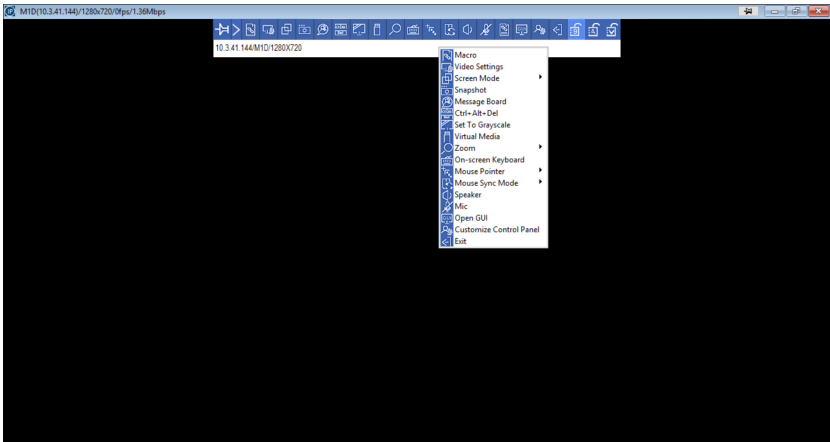 M1D(10.3.41.144)/1280x720/0fps/1.36Mbps
10.3.41.144/M1D/1280X720
Macro
Video Settings
Screen Mode
Snapshot
Message Board
Ctrl+Alt+Del
Set To Grayscale
Virtual Media
Zoom
On-screen Keyboard
Mouse Pointer
Mouse Sync Mode
Speaker
Mic
Open GUI
Customize Control Panel
Exit